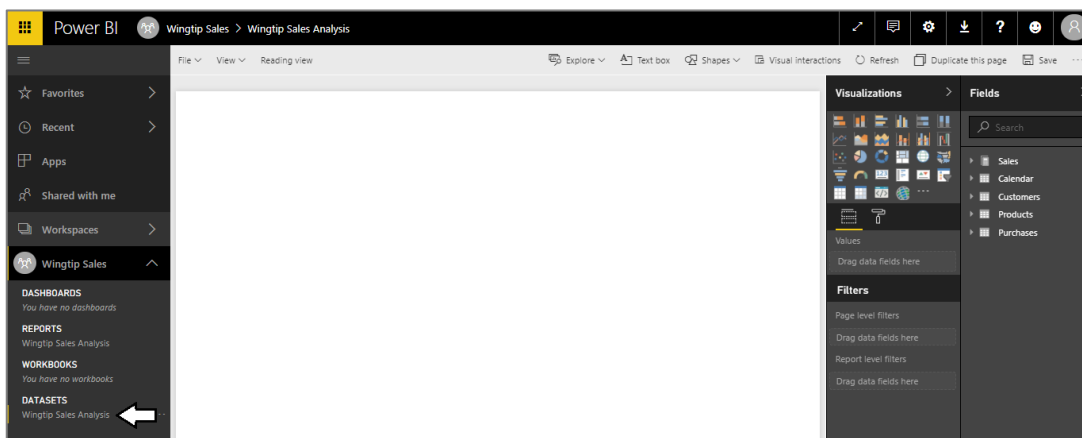 Power BI
Wingtip Sales > Wingtip Sales Analysis
?
File View Reading view
Explore Text box Shapes Visual interactions Refresh Duplicate this page Save ...
Favorites
Recent
Apps
Shared with me
Workspaces
Wingtip Sales
DASHBOARDS
You have no dashboards
REPORTS
Wingtip Sales Analysis
WORKBOOKS
You have no workbooks
DATASETS
Wingtip Sales Analysis
Visualizations
Values
Drag data fields here
Filters
Page level filters
Drag data fields here
Report level filters
Drag data fields here
Fields
Search
Sales
Calendar
Customers
Products
Purchases